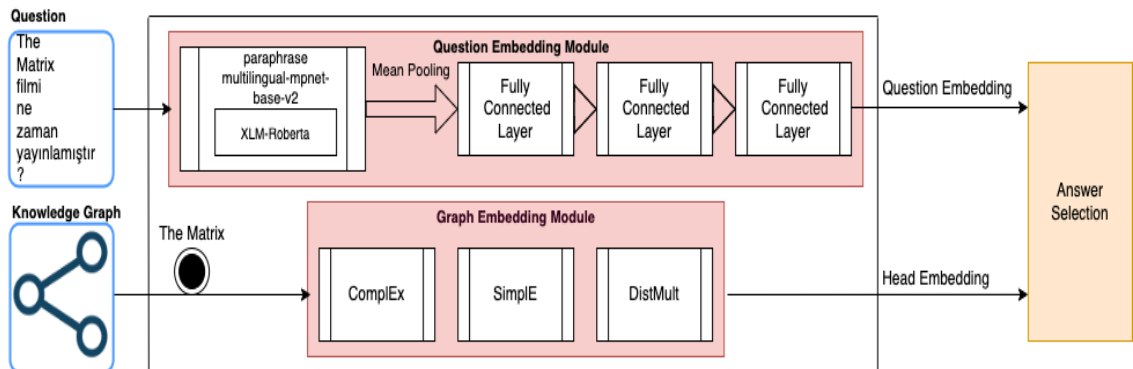 Question
The
Matrix
filmi
ne
zaman
yayınlamıştır
?
Question Embedding Module
paraphrase
multilingual-mpnet-
base-v2
XLM-Roberta
Mean Pooling
Fully
Connected
Layer
Fully
Connected
Layer
Fully
Connected
Layer
Question Embedding
Knowledge Graph
The Matrix
Graph Embedding Module
ComplEx
SimplE
DistMult
Head Embedding
Answer
Selection